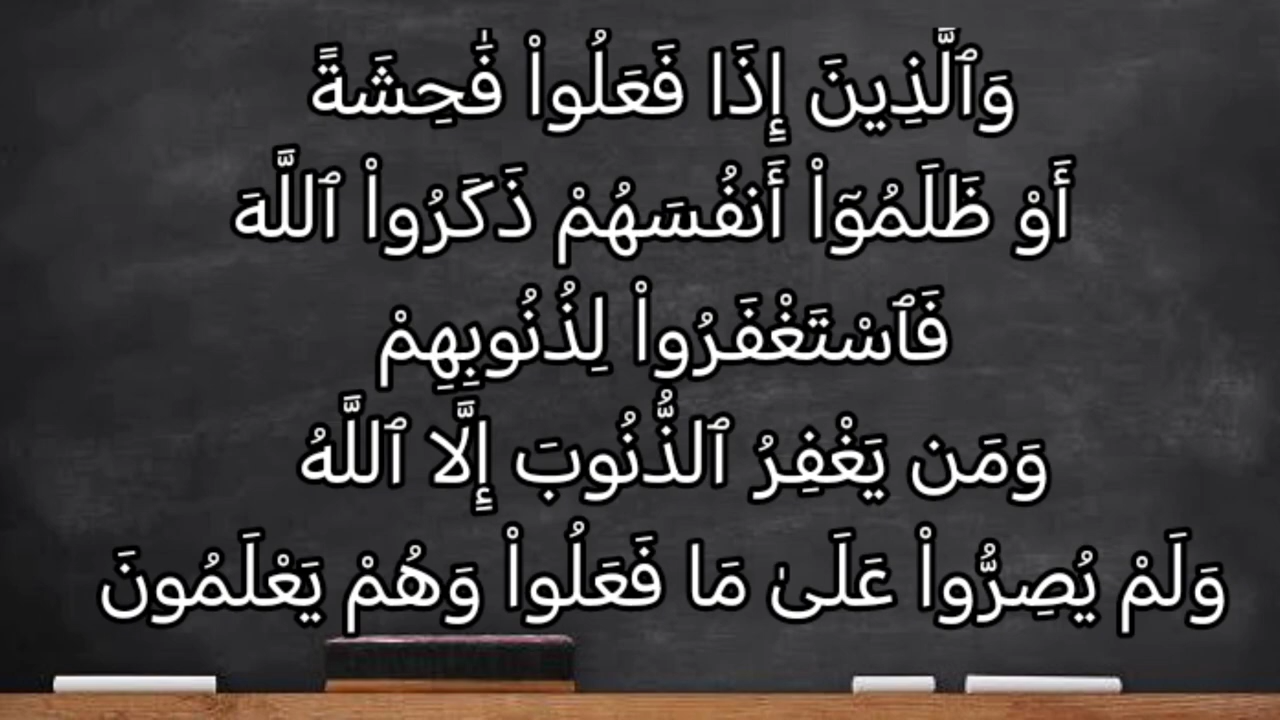 وَٱلَّذِينَ إِذَا فَعَلُوا۟ فَٰحِشَةً
أَوْ ظَلَمُوٓا۟ أَنفُسَهُمْ ذَكَرُوا۟ ٱللَّهَ
فَٱسْتَغْفَرُوا۟ لِذُنُوبِهِمْ
وَمَن يَغْفِرُ ٱلذُّنُوبَ إِلَّا ٱللَّهُ
وَلَمْ يُصِرُّوا۟ عَلَىٰ مَا فَعَلُوا۟ وَهُمْ يَعْلَمُونَ